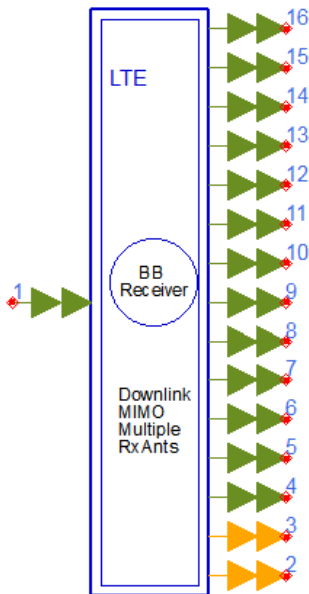 16
15
LTE
14
13
12
11
10
BB
Receiver
1
9
8
7
Downlink
MIMO
Multiple
RxAnts
6
5
4
3
2